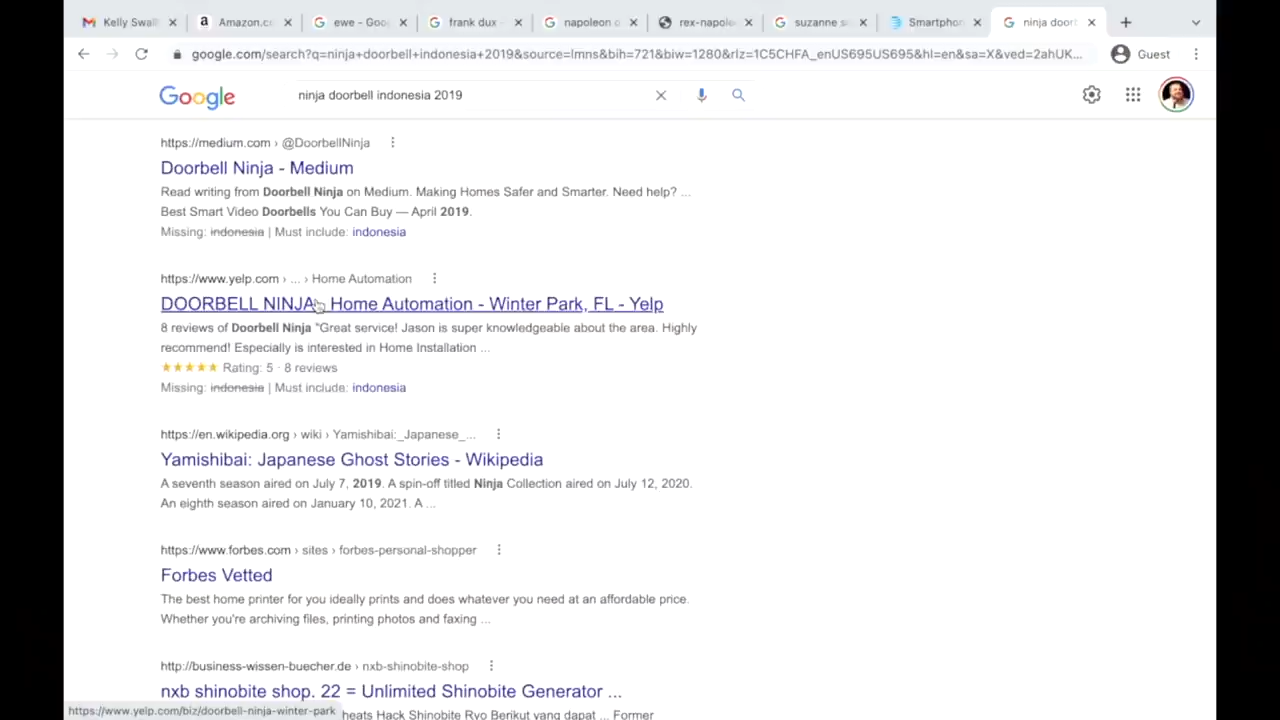 Kelly Swal
Amazon.c
ewe - Goo
frank dux -
napoleon o
rex-napole
suzanne s
Smartphon
ninja doorb
google.com/search?q=ninja+doorbell+indonesia+2019&source=lmns&bih=721&biw=1280&rlz=1C5CHFA_enUS695US695&hl=en&sa=X&ved=2ahUK...
Guest
Google
ninja doorbell indonesia 2019
https://medium.com › @DoorbellNinja
Doorbell Ninja - Medium
Read writing from Doorbell Ninja on Medium. Making Homes Safer and Smarter. Need help? ...
Best Smart Video Doorbells You Can Buy — April 2019.
Missing: indonesia | Must include: indonesia
https://www.yelp.com › ... › Home Automation
DOORBELL NINJA - Home Automation - Winter Park, FL - Yelp
8 reviews of Doorbell Ninja "Great service! Jason is super knowledgeable about the area. Highly
recommend! Especially is interested in Home Installation ...
Rating: 5 · 8 reviews
Missing: indonesia | Must include: indonesia
https://en.wikipedia.org › wiki › Yamishibai:_Japanese_...
Yamishibai: Japanese Ghost Stories - Wikipedia
A seventh season aired on July 7, 2019. A spin-off titled Ninja Collection aired on July 12, 2020.
An eighth season aired on January 10, 2021. A ...
https://www.forbes.com › sites › forbes-personal-shopper
Forbes Vetted
The best home printer for you ideally prints and does whatever you need at an affordable price.
Whether you're archiving files, printing photos and faxing ...
http://business-wissen-buecher.de › nxb-shinobite-shop
nxb shinobite shop. 22 = Unlimited Shinobite Generator ...
https://www.yelp.com/biz/doorbell-ninja-winter-park
heats Hack Shinobite Ryo Berikut yang dapat ... Former